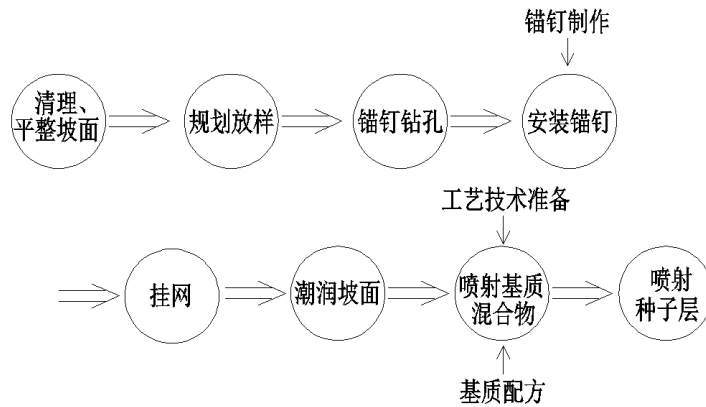 锚钉制作
清理、
平整坡面
规划放样
锚钉钻孔
安装锚钉
工艺技术准备
挂网
潮润坡面
喷射基质
混合物
喷射
种子层
基质配方